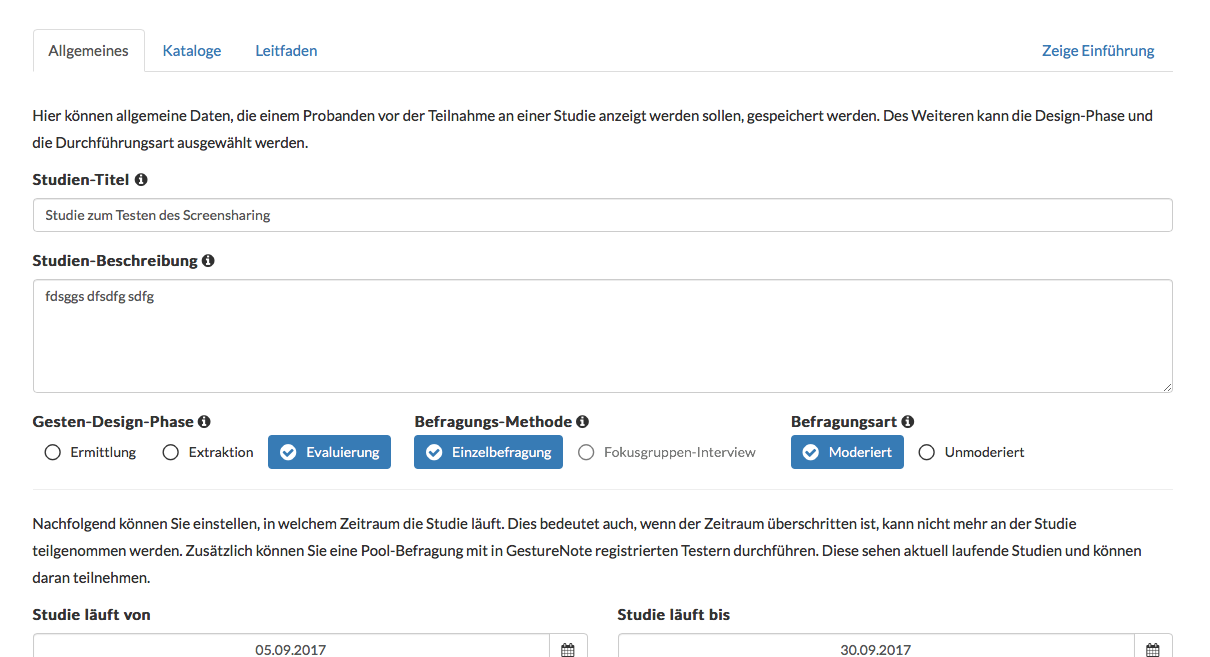 Allgemeines Kataloge Leitfaden Zeige Einführung
Hier können allgemeine Daten, die einem Probanden vor der Teilnahme an einer Studie anzeigt werden sollen, gespeichert werden. Des Weiteren kann die Design-Phase und
die Durchführungsart ausgewählt werden.
Studien-Titel
Studie zum Testen des Screensharing
Studien-Beschreibung
fdsggs dfsdfg sdfg
Gesten-Design-Phase Befragungs-Methode Befragungsart
Ermittlung Extraktion Evaluierung Einzelbefragung Fokusgruppen-Interview Moderiert Unmoderiert
Nachfolgend können Sie einstellen, in welchem Zeitraum die Studie läuft. Dies bedeutet auch, wenn der Zeitraum überschritten ist, kann nicht mehr an der Studie
teilgenommen werden. Zusätzlich können Sie eine Pool-Befragung mit in GestureNote registrierten Testern durchführen. Diese sehen aktuell laufende Studien und können
daran teilnehmen.
Studie läuft von Studie läuft bis
05.09.2017 30.09.2017